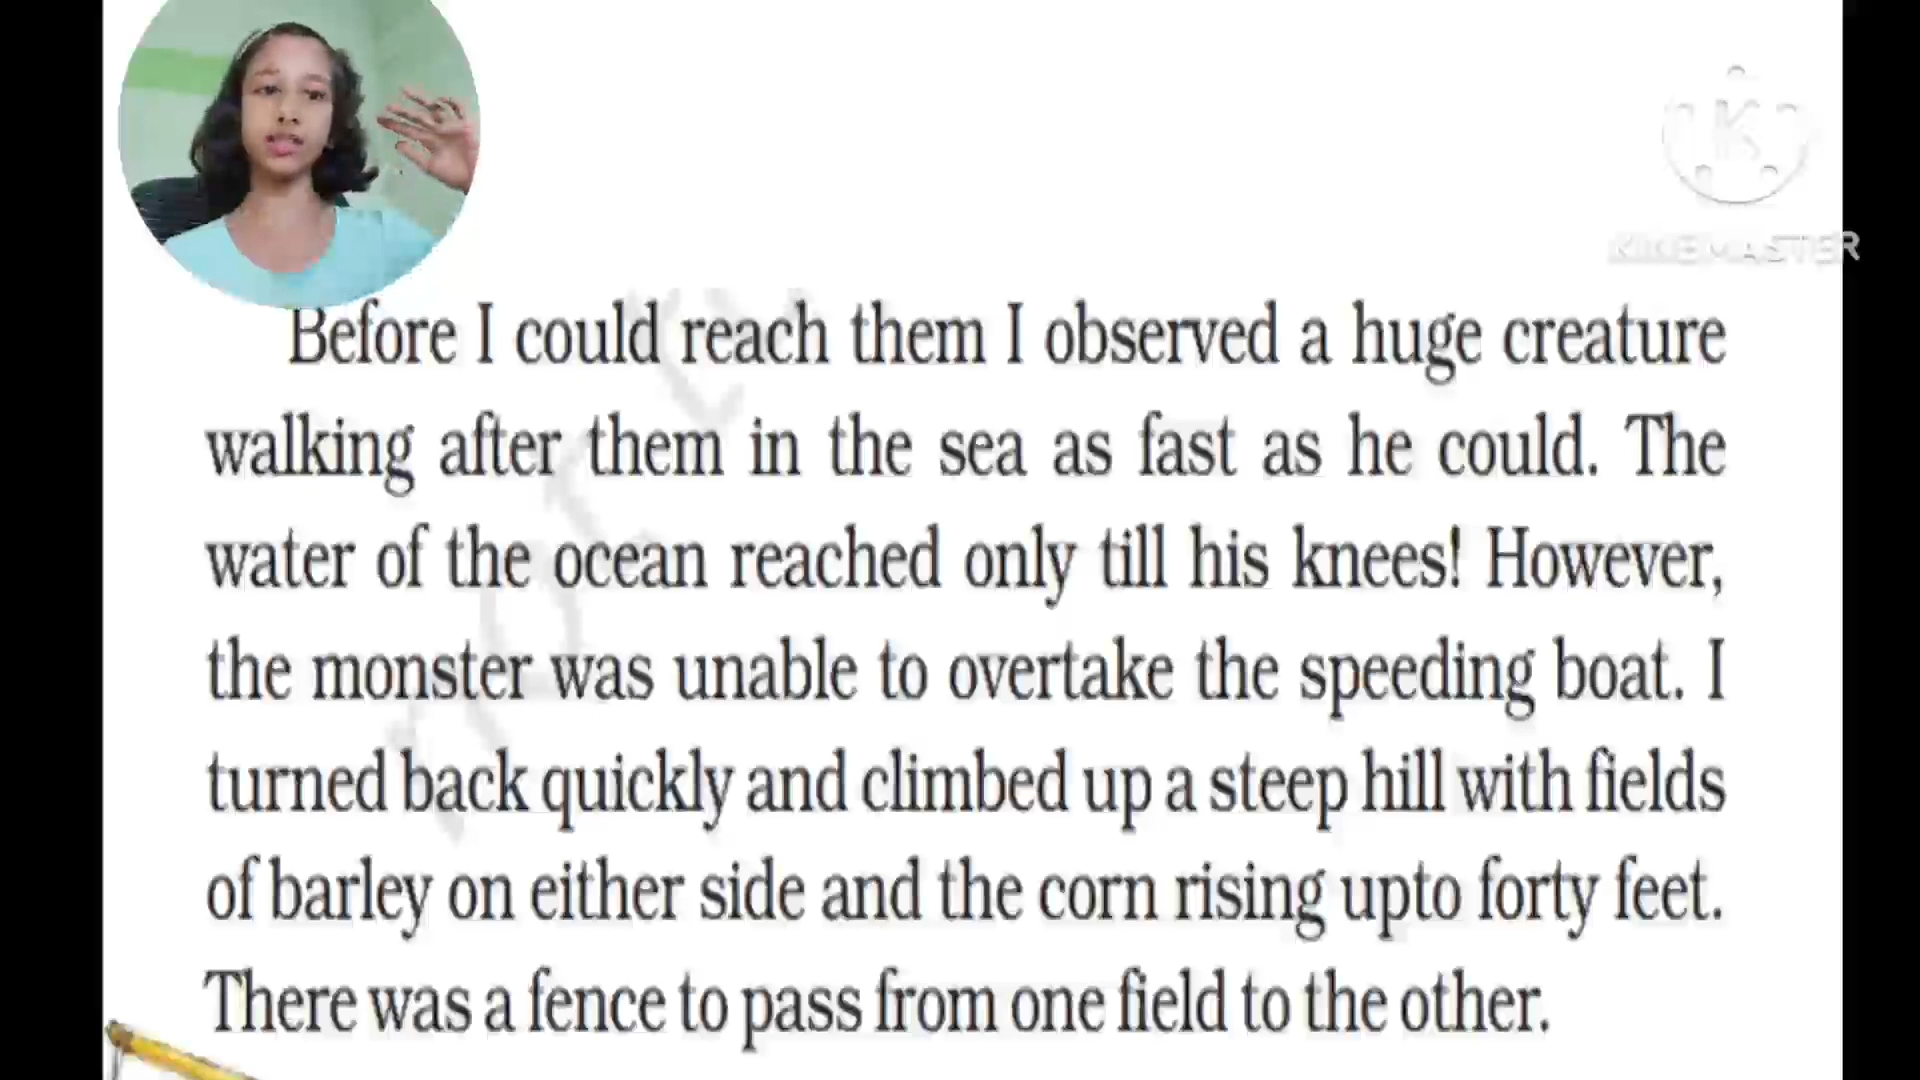 KINEMASTER
Before I could reach them I observed a huge creature
walking after them in the sea as fast as he could. The
water of the ocean reached only till his knees! However,
the monster was unable to overtake the speeding boat. I
turned back quickly and climbed up a steep hill with fields
of barley on either side and the corn rising upto forty feet.
There was a fence to pass from one field to the other.